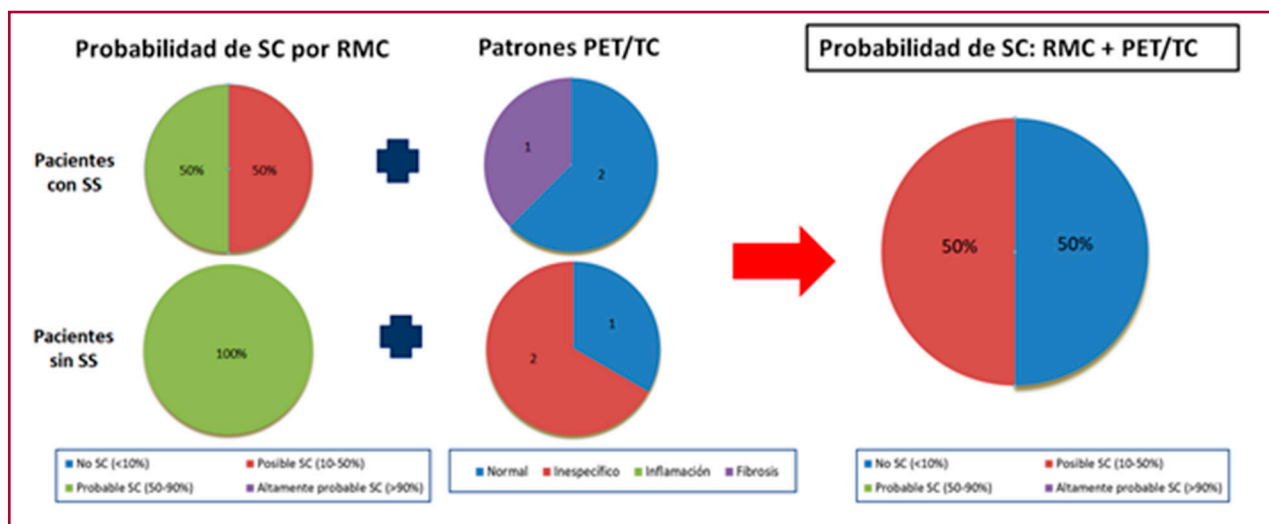 Probabilidad de SC por RMC
Patrones PET/TC
Probabilidad de SC: RMC + PET/TC
Pacientes
con SS
50%
50%
1
2
50%
50%
Pacientes
sin SS
100%
2
1
No SC (<10%)
Posible SC (10-50%)
Probable SC (50-90%)
Altamente probable SC (>90%)
Normal
Inespecífico
Inflamación
Fibrosis
No SC (<10%)
Posible SC (10-50%)
Probable SC (50-90%)
Altamente probable SC (>90%)